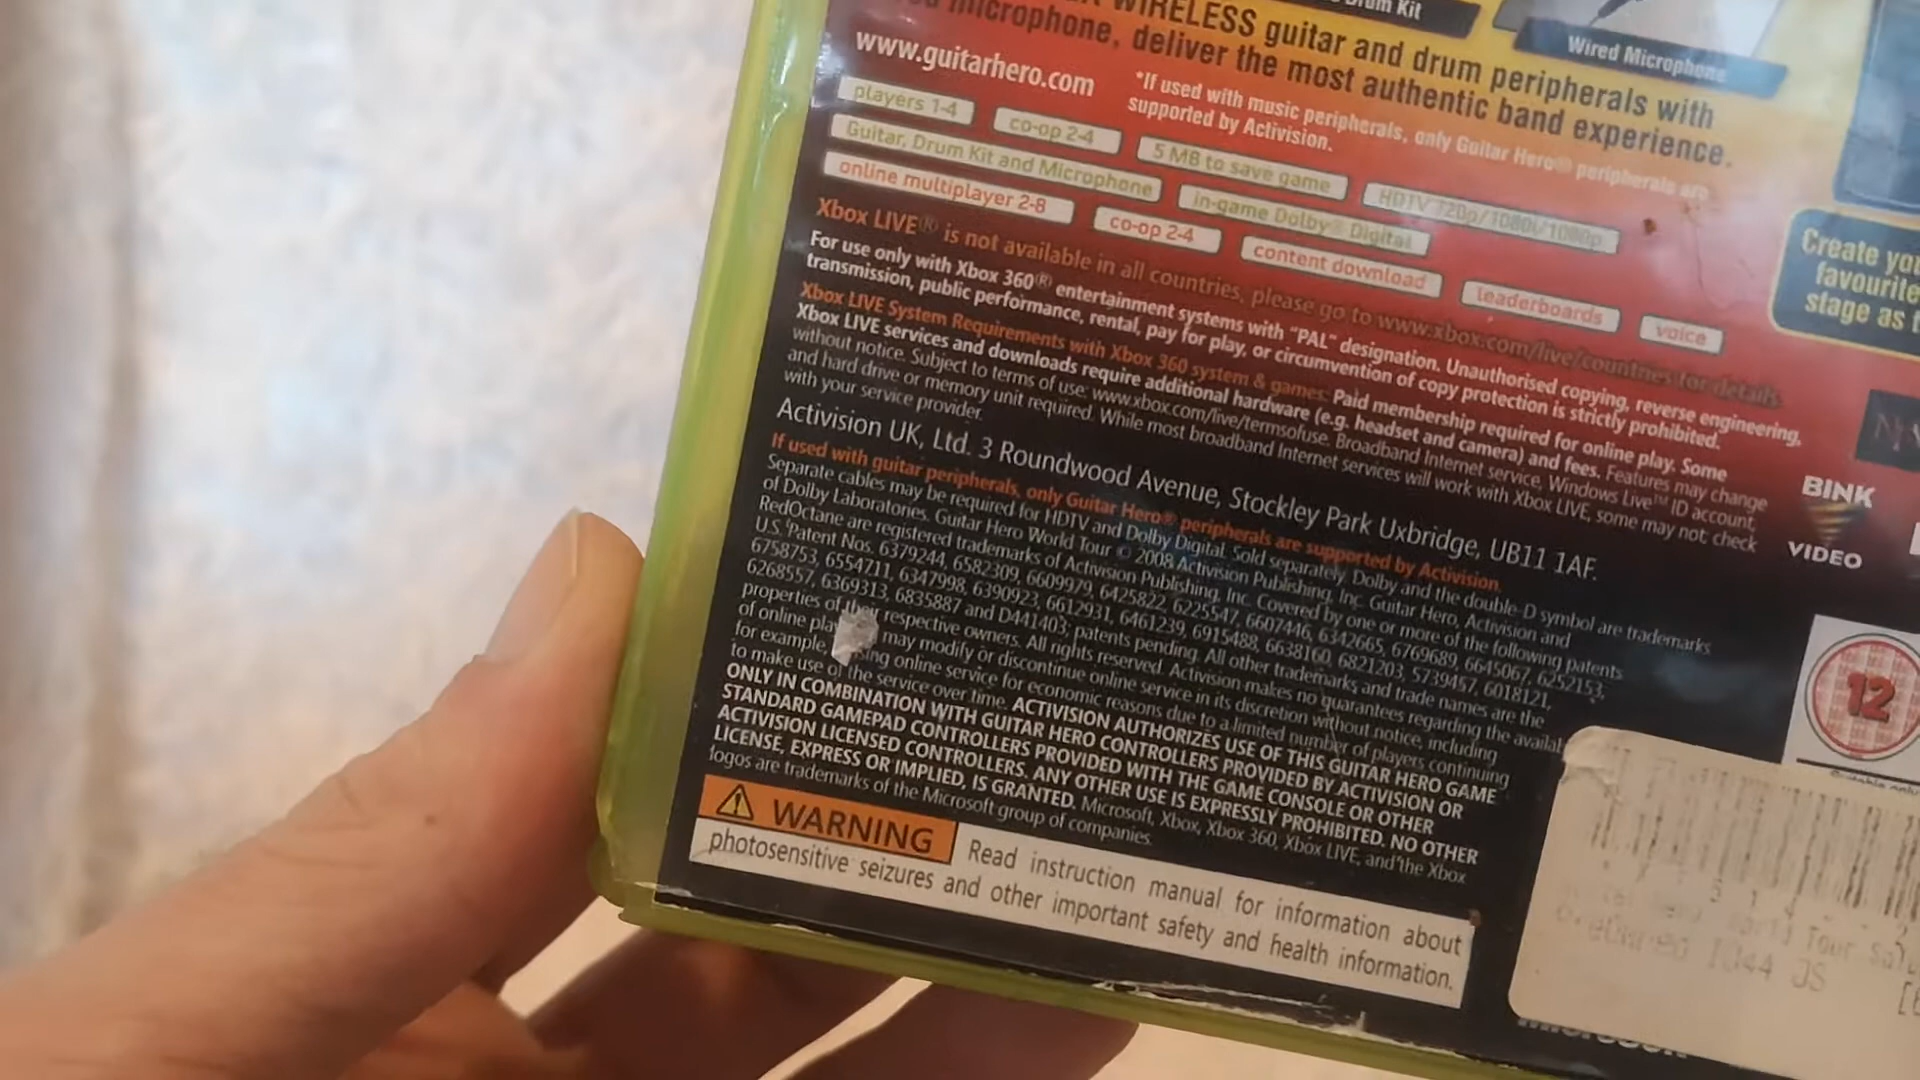 Drum Kit
Wired Microphone
WIRELESS guitar and drum peripherals with
microphone, deliver the most authentic band experience.
www.guitarhero.com
*If used with music peripherals, only Guitar Hero® peripherals are
supported by Activision.
players 1-4
co-op 2-4
5 MB to save game
HDTV 720p/1080i/1080p
Guitar, Drum Kit and Microphone
in-game Dolby® Digital
online multiplayer 2-8
co-op 2-4
content download
leaderboards
voice
Xbox LIVE® is not available in all countries, please go to www.xbox.com/live/countries for details.
For use only with Xbox 360® entertainment systems with "PAL" designation. Unauthorised copying, reverse engineering,
transmission, public performance, rental, pay for play, or circumvention of copy protection is strictly prohibited.
Xbox LIVE System Requirements with Xbox 360 system & games: Paid membership required for online play. Some
Xbox LIVE services and downloads require additional hardware (e.g. headset and camera) and fees. Features may change
without notice. Subject to terms of use: www.xbox.com/live/termsofuse. Broadband Internet service, Windows Live™ ID account,
and hard drive or memory unit required. While most broadband Internet services will work with Xbox LIVE, some may not: check
with your service provider.
Activision UK, Ltd. 3 Roundwood Avenue, Stockley Park Uxbridge, UB11 1AF.
If used with guitar peripherals, only Guitar Hero® peripherals are supported by Activision.
Separate cables may be required for HDTV and Dolby Digital. Sold separately. Dolby and the double-D symbol are trademarks
of Dolby Laboratories. Guitar Hero World Tour © 2008 Activision Publishing, Inc. Guitar Hero, Activision and
RedOctane are registered trademarks of Activision Publishing, Inc. Covered by one or more of the following patents
U.S. Patent Nos. 6379244, 6582309, 6609979, 6425822, 6225547, 6607446, 6342665, 6769689, 6645067, 6252153,
6758753, 6554711, 6347998, 6390923, 6612931, 6461239, 6915488, 6638160, 6821203, 5739457, 6018121,
6268557, 6369313, 6835887 and D441403; patents pending. All other trademarks and trade names are the
properties of their respective owners. All rights reserved. Activision makes no guarantees regarding the availab
of online play may modify or discontinue online service in its discretion without notice, including
for example, online service for economic reasons due to a limited number of players continuing
to make use of the service over time. ACTIVISION AUTHORIZES USE OF THIS GUITAR HERO GAME
ONLY IN COMBINATION WITH GUITAR HERO CONTROLLERS PROVIDED BY ACTIVISION OR
STANDARD GAMEPAD CONTROLLERS PROVIDED WITH THE GAME CONSOLE OR OTHER
ACTIVISION LICENSED CONTROLLERS. ANY OTHER USE IS EXPRESSLY PROHIBITED. NO OTHER
LICENSE, EXPRESS OR IMPLIED, IS GRANTED. Microsoft, Xbox, Xbox 360, Xbox LIVE, and the Xbox
logos are trademarks of the Microsoft group of companies.
WARNING Read instruction manual for information about
photosensitive seizures and other important safety and health information.
Create you
favourite
stage as
BINK
VIDEO
12
Tour
1044 JS